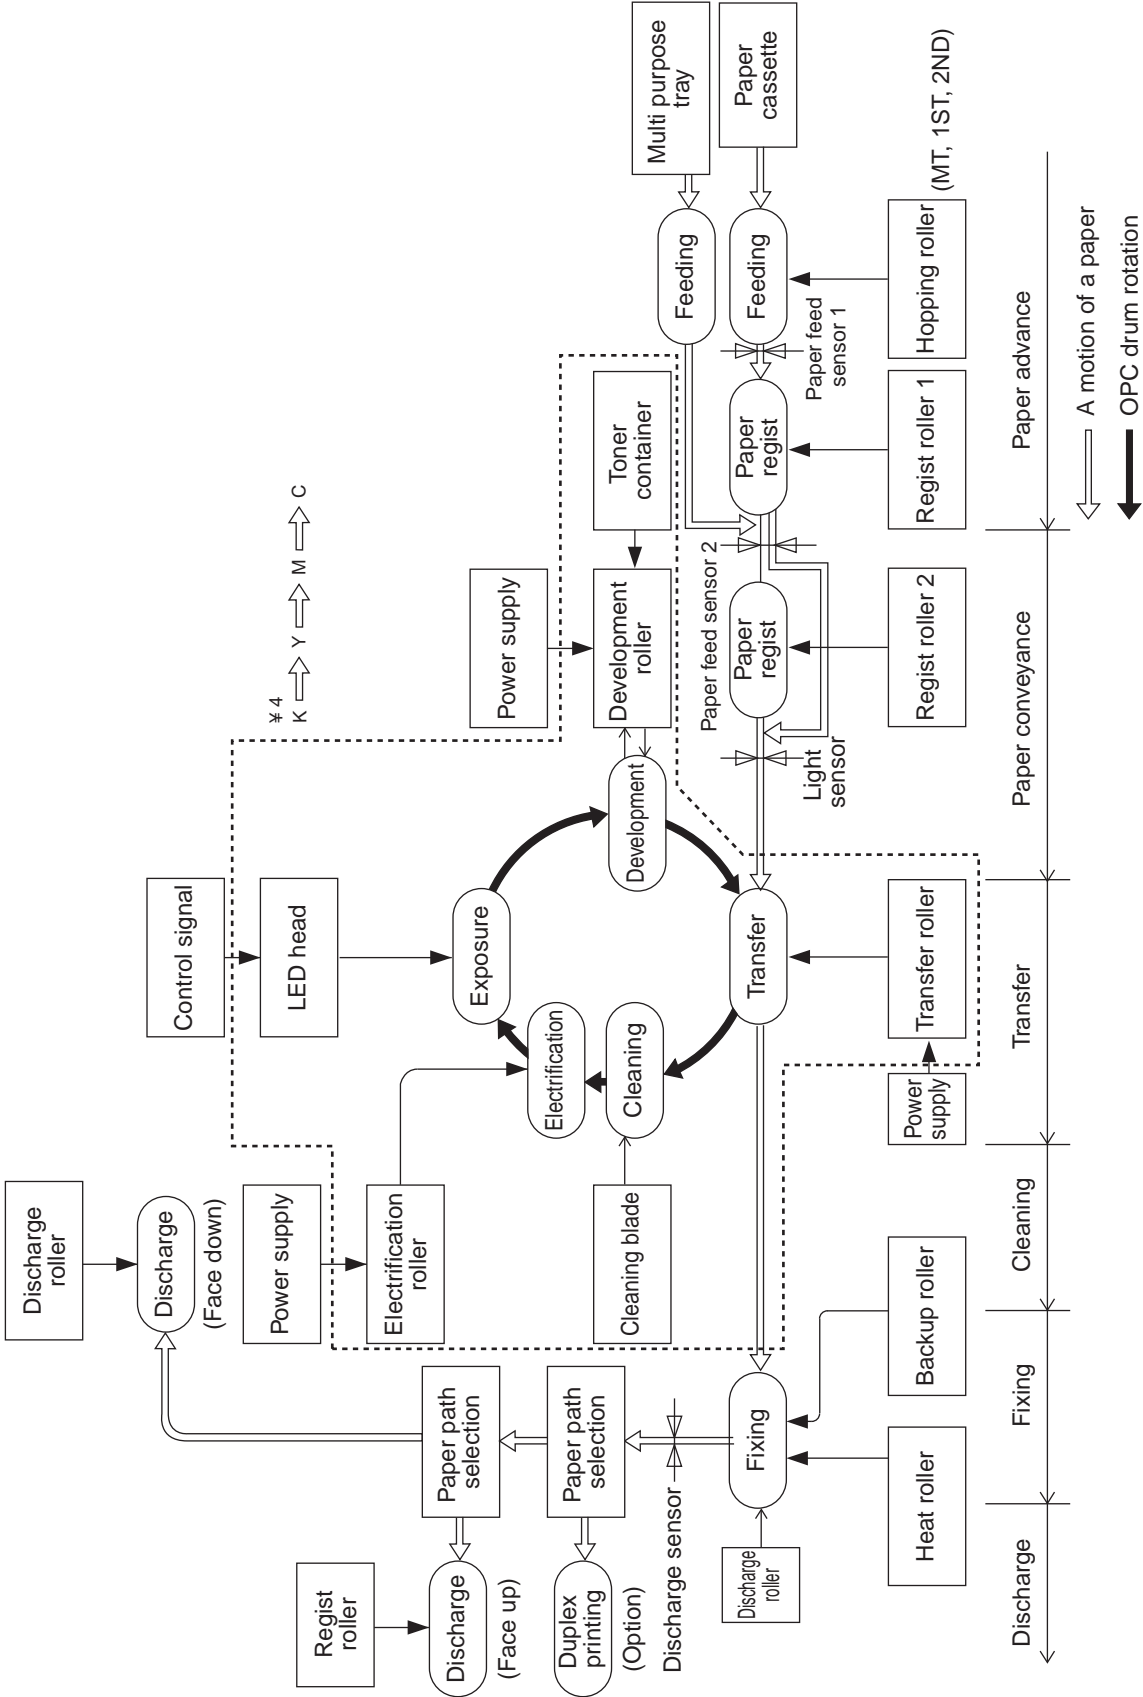 Discharge
roller
Discharge
(Face down)
Power supply
Electrification
roller
Control signal
LED head
¥ 4
K
Y
M
C
Power supply
Development
roller
Toner
container
Exposure
Electrification
Cleaning
Development
Transfer
Cleaning blade
Multi purpose
tray
Paper
cassette
Feeding
Feeding
Paper feed
sensor 1
Paper
regist
Paper feed sensor 2
Paper
regist
Light
sensor
Regist
roller
Discharge
(Face up)
Paper path
selection
Paper path
selection
Duplex
printing
(Option)
Discharge sensor
Discharge
roller
Fixing
Heat roller
Backup roller
Power
supply
Transfer roller
Regist roller 2
Regist roller 1
Hopping roller
(MT, 1ST, 2ND)
Discharge
Fixing
Cleaning
Transfer
Paper conveyance
Paper advance
A motion of a paper
OPC drum rotation